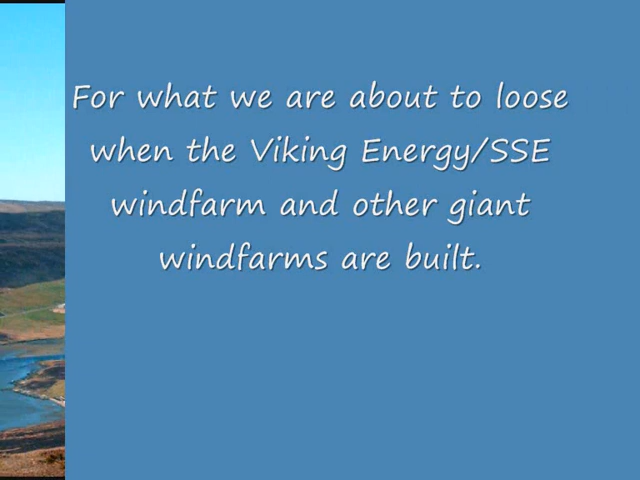 For what we are about to loose
when the Viking Energy/SSE
windfarm and other giant
windfarms are built.